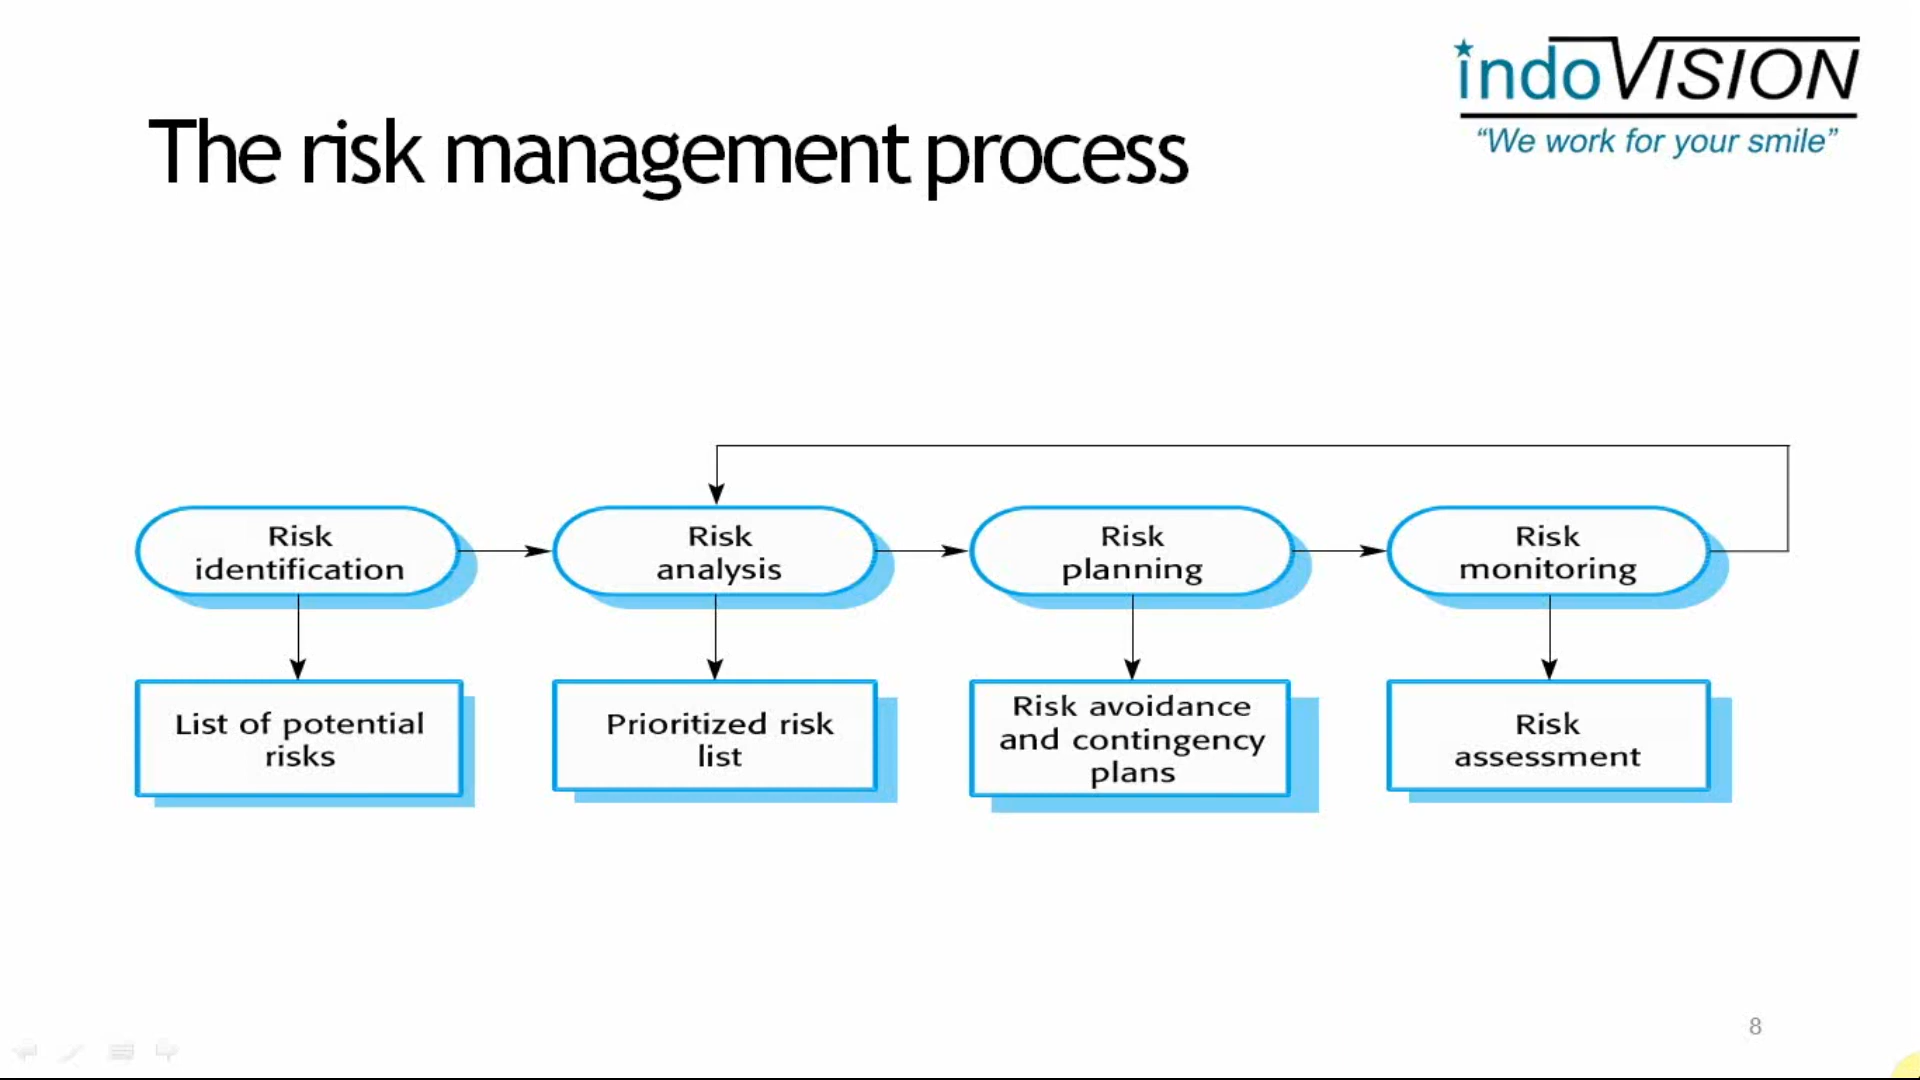 indoVISION
“We work for your smile”
The risk management process
Risk
identification
Risk
analysis
Risk
planning
Risk
monitoring
List of potential
risks
Prioritized risk
list
Risk avoidance
and contingency
plans
Risk
assessment
8